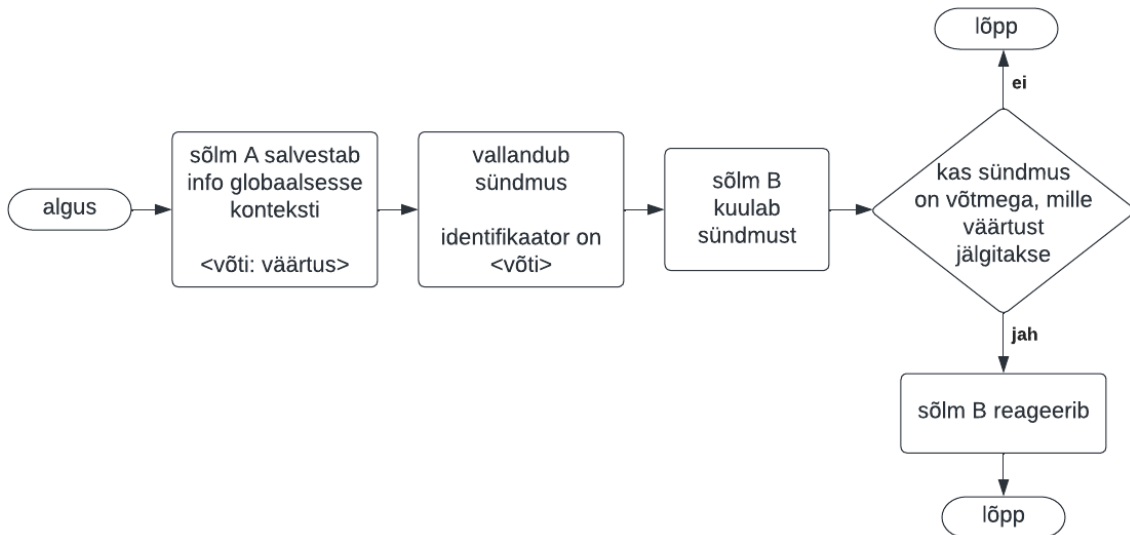 algus
sõlm A salvestab
info globaalsesse
konteksti
<võti: väärtus>
vallandub
sündmus
identifikaator on
<võti>
sõlm B
kuulab
sündmust
kas sündmus
on võtmega, mille
väärtust
jälgitakse
ei
lõpp
jah
sõlm B reageerib
lõpp